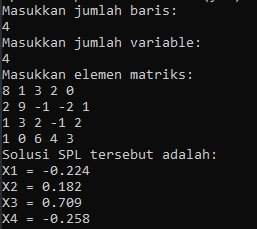 Masukkan jumlah baris:
4
Masukkan jumlah variable:
4
Masukkan elemen matriks:
8 1 3 2 0
2 9 -1 -2 1
1 3 2 -1 2
1 0 6 4 3
Solusi SPL tersebut adalah:
X1 = -0.224
X2 = 0.182
X3 = 0.709
X4 = -0.258